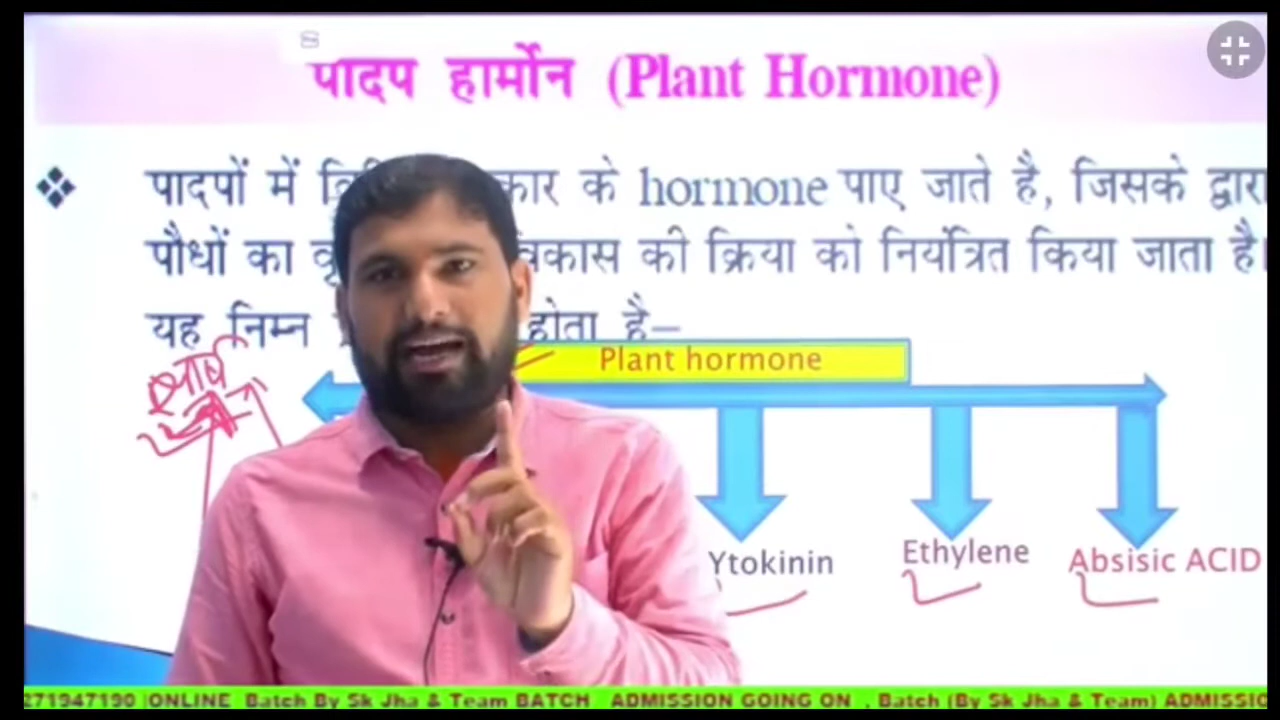 पादप हार्मोन (Plant Hormone)
पादपों में कार के hormone पाए जाते है, जिसके द्वारा
पौधों का विकास की क्रिया को नियंत्रित किया जाता है।
यह निम्न होता है–
Plant hormone
Ytokinin
Ethylene
Absisic ACID
271947190 |ONLINE Batch By Sk Jha & Team BATCH ADMISSION GOING ON , Batch (By Sk Jha & Team) ADMISSIO